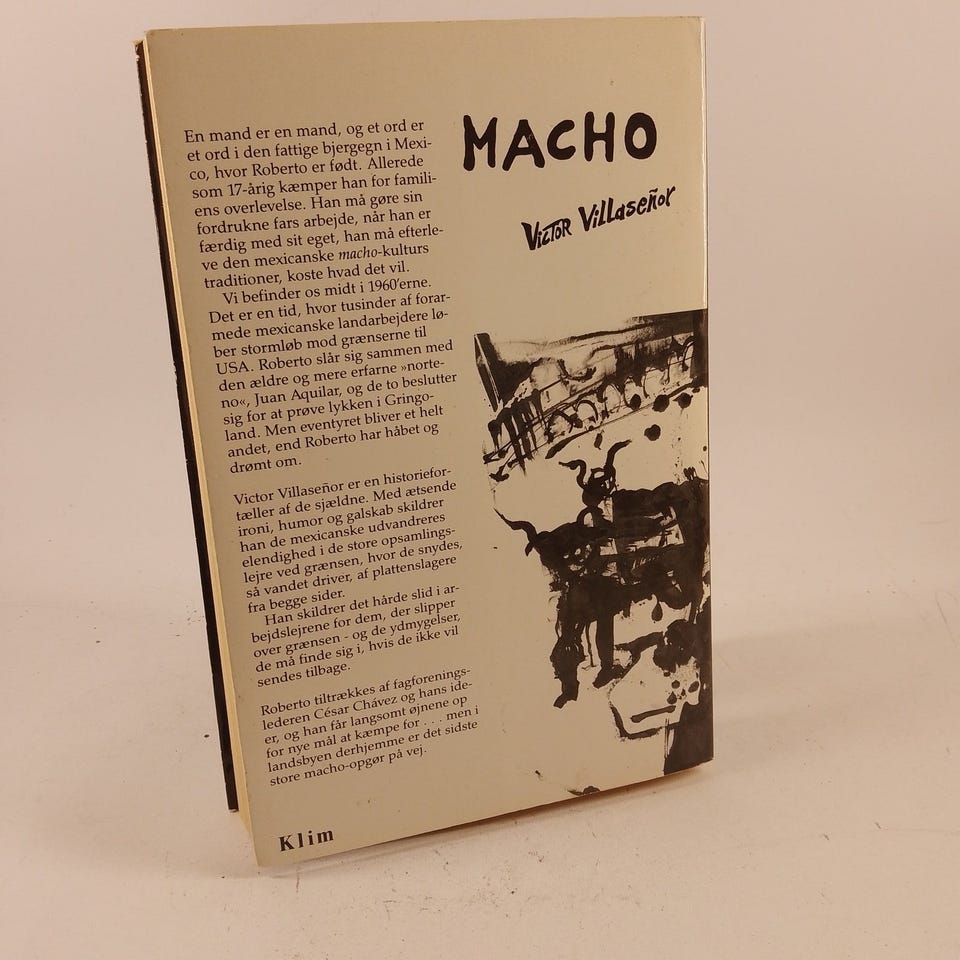 MACHO
Victor Villaseñor
En mand er en mand, og et ord er
et ord i den fattige bjergegn i Mexi-
co, hvor Roberto er født. Allerede
som 17-årig kæmper han for famili-
ens overlevelse. Han må gøre sin
fordrukne fars arbejde, når han er
færdig med sit eget, han må efterle-
ve den mexicanske macho-kulturs
traditioner, koste hvad det vil.
Vi befinder os midt i 1960'erne.
Det er en tid, hvor tusinder af forar-
mede mexicanske landarbejdere lø-
ber stormløb mod grænserne til
USA. Roberto slår sig sammen med
den ældre og mere erfarne »norte-
no«, Juan Aquilar, og de to beslutter
sig for at prøve lykken i Gringo-
land. Men eventyret bliver et helt
andet, end Roberto har håbet og
drømt om.
Victor Villaseñor er en historiefor-
tæller af de sjældne. Med ætsende
ironi, humor og galskab skildrer
han de mexicanske udvandreres
elendighed i de store opsamlings-
lejre ved grænsen, hvor de snydes,
så vandet driver, af plattenslagere
fra begge sider.
Han skildrer det hårde slid i ar-
bejdslejrene for dem, der slipper
over grænsen - og de ydmygelser,
de må finde sig i, hvis de ikke vil
sendes tilbage.
Roberto tiltrækkes af fagforenings-
lederen César Chávez og hans ide-
er, og han får langsomt øjnene op
for nye mål at kæmpe for . . . men i
landsbyen derhjemme er det sidste
store macho-opgør på vej.
Klim